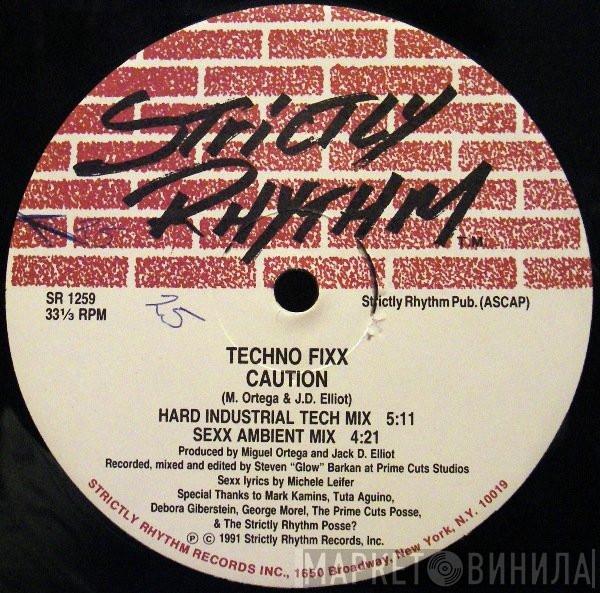 STRICTLY
RHYTHM
T.M.
SR 1259
33⅓ RPM
25
Strictly Rhythm Pub. (ASCAP)
TECHNO FIXX
CAUTION
(M. Ortega & J.D. Elliot)
HARD INDUSTRIAL TECH MIX 5:11
SEXX AMBIENT MIX 4:21
Produced by Miguel Ortega and Jack D. Elliot
Recorded, mixed and edited by Steven "Glow" Barkan at Prime Cuts Studios
Sexx lyrics by Michele Leifer
Special Thanks to Mark Kamins, Tuta Aguino,
Debora Giberstein, George Morel, The Prime Cuts Posse,
& The Strictly Rhythm Posse?
Ⓟ © 1991 Strictly Rhythm Records, Inc.
STRICTLY RHYTHM RECORDS INC., 1650 Broadway, New York, N.Y. 10019
МАРКЕТ ВИНИЛА